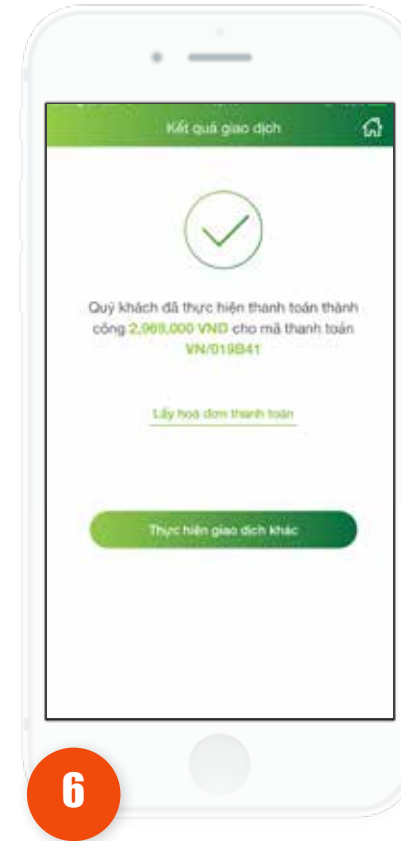 Kết quả giao dịch
Quý khách đã thực hiện thanh toán thành
công 2,969,000 VND cho mã thanh toán
VN/019B41
Lấy hoá đơn thanh toán
Thực hiện giao dịch khác
6